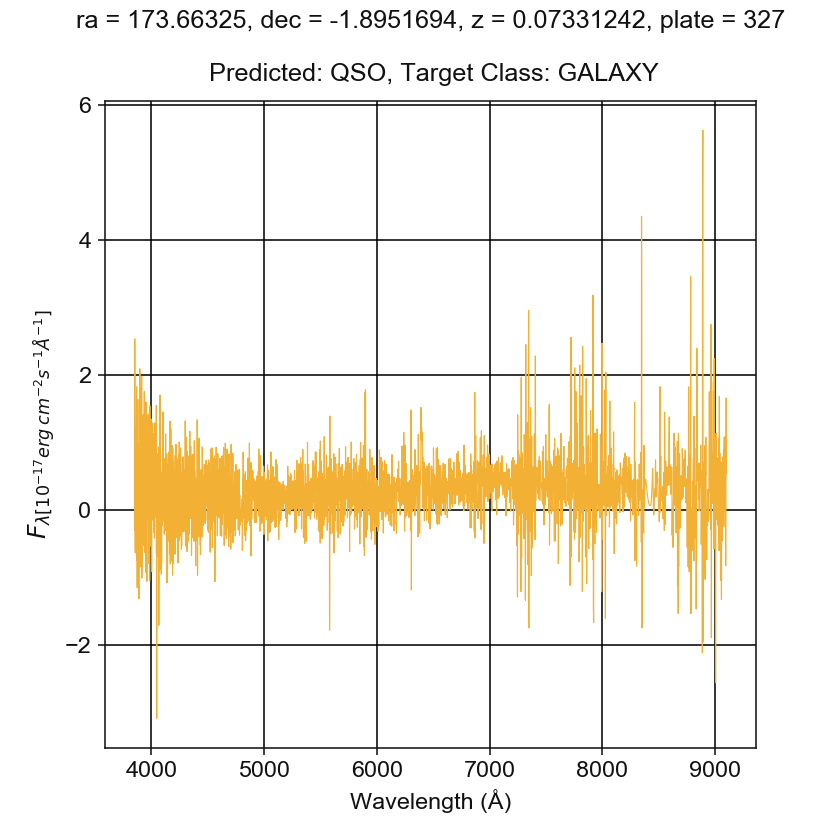 ra = 173.66325, dec = -1.8951694, z = 0.07331242, plate = 327
Predicted: QSO, Target Class: GALAXY
6
4
2
0
−2
F_λ[10⁻¹⁷ erg cm⁻² s⁻¹ Å⁻¹]
4000 5000 6000 7000 8000 9000
Wavelength (Å)